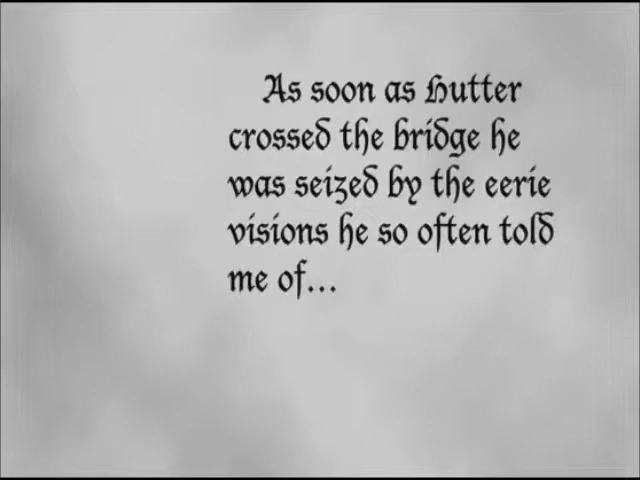 As soon as Hutter
crossed the bridge he
was seized by the eerie
visions he so often told
me of...